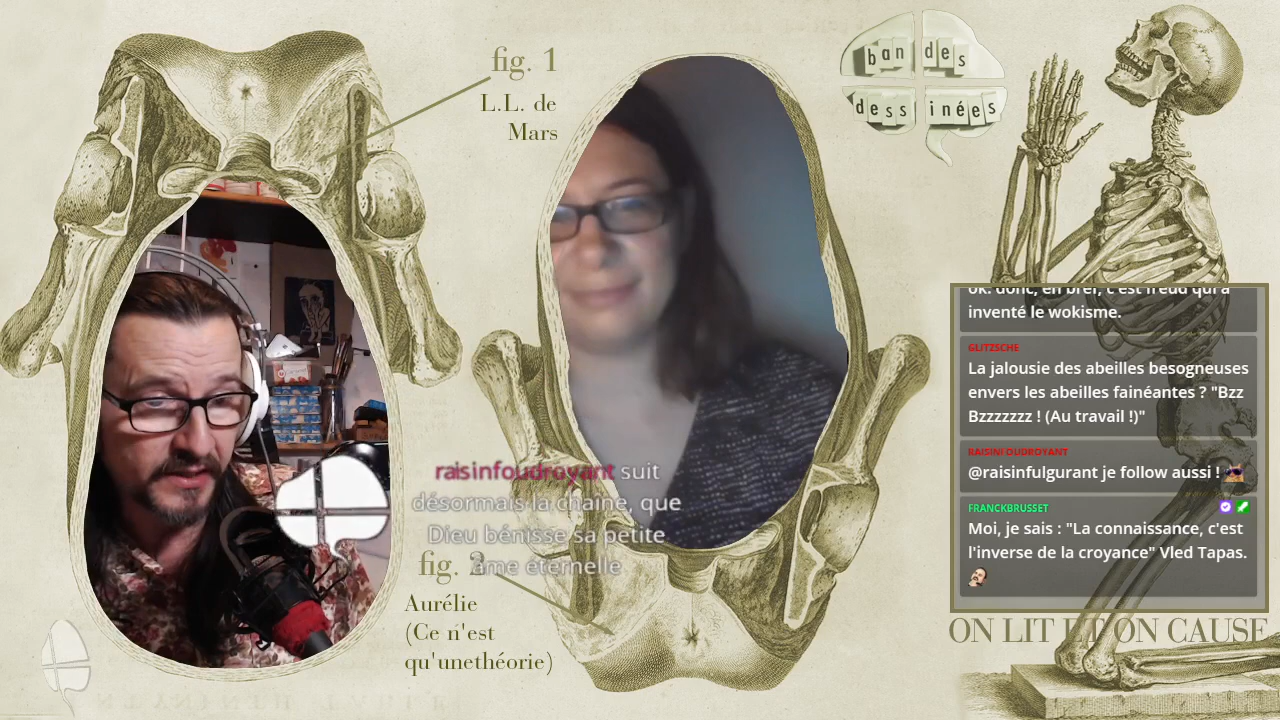 fig. 1
L.L. de
Mars
ban des
dess inées
ok. donc, en bref, c'est freud qui a
inventé le wokisme.
GLITZSCHE
La jalousie des abeilles besogneuses
envers les abeilles fainéantes ? "Bzz
Bzzzzzzz ! (Au travail !)"
RAISINFOUDROYANT
@raisinfulgurant je follow aussi !
FRANCKBRUSSET
Moi, je sais : "La connaissance, c'est
l'inverse de la croyance" Vled Tapas.
raisinfoudroyant suit
désormais la chaine, que
Dieu bénisse sa petite
âme éternelle
fig. 2
Aurélie
(Ce n'est
qu'unethéorie)
ON LIT ET ON CAUSE